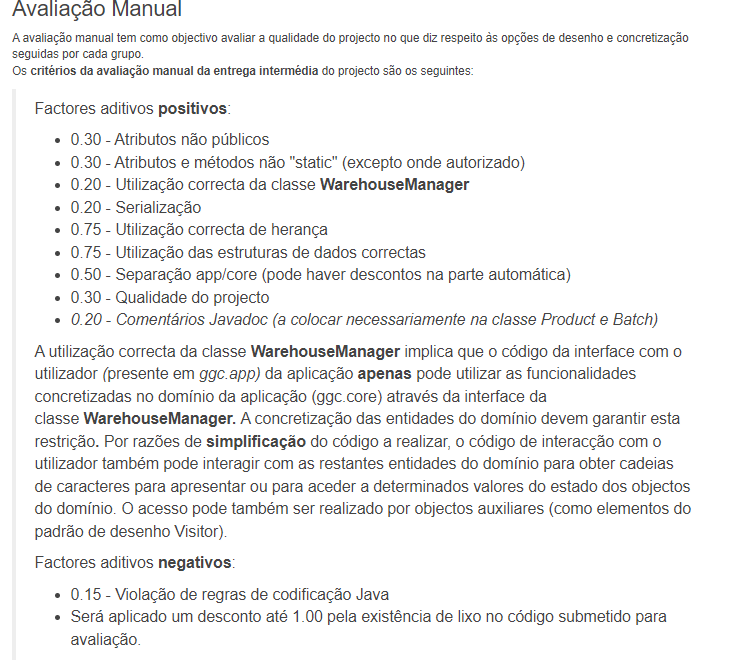 Avaliação Manual
A avaliação manual tem como objectivo avaliar a qualidade do projecto no que diz respeito às opções de desenho e concretização
seguidas por cada grupo.
Os critérios da avaliação manual da entrega intermédia do projecto são os seguintes:
Factores aditivos positivos:
• 0.30 - Atributos não públicos
• 0.30 - Atributos e métodos não "static" (excepto onde autorizado)
• 0.20 - Utilização correcta da classe WarehouseManager
• 0.20 - Serialização
• 0.75 - Utilização correcta de herança
• 0.75 - Utilização das estruturas de dados correctas
• 0.50 - Separação app/core (pode haver descontos na parte automática)
• 0.30 - Qualidade do projecto
• 0.20 - Comentários Javadoc (a colocar necessariamente na classe Product e Batch)
A utilização correcta da classe WarehouseManager implica que o código da interface com o
utilizador (presente em ggc.app) da aplicação apenas pode utilizar as funcionalidades
concretizadas no domínio da aplicação (ggc.core) através da interface da
classe WarehouseManager. A concretização das entidades do domínio devem garantir esta
restrição. Por razões de simplificação do código a realizar, o código de interacção com o
utilizador também pode interagir com as restantes entidades do domínio para obter cadeias
de caracteres para apresentar ou para aceder a determinados valores do estado dos objectos
do domínio. O acesso pode também ser realizado por objectos auxiliares (como elementos do
padrão de desenho Visitor).
Factores aditivos negativos:
• 0.15 - Violação de regras de codificação Java
• Será aplicado um desconto até 1.00 pela existência de lixo no código submetido para
avaliação.